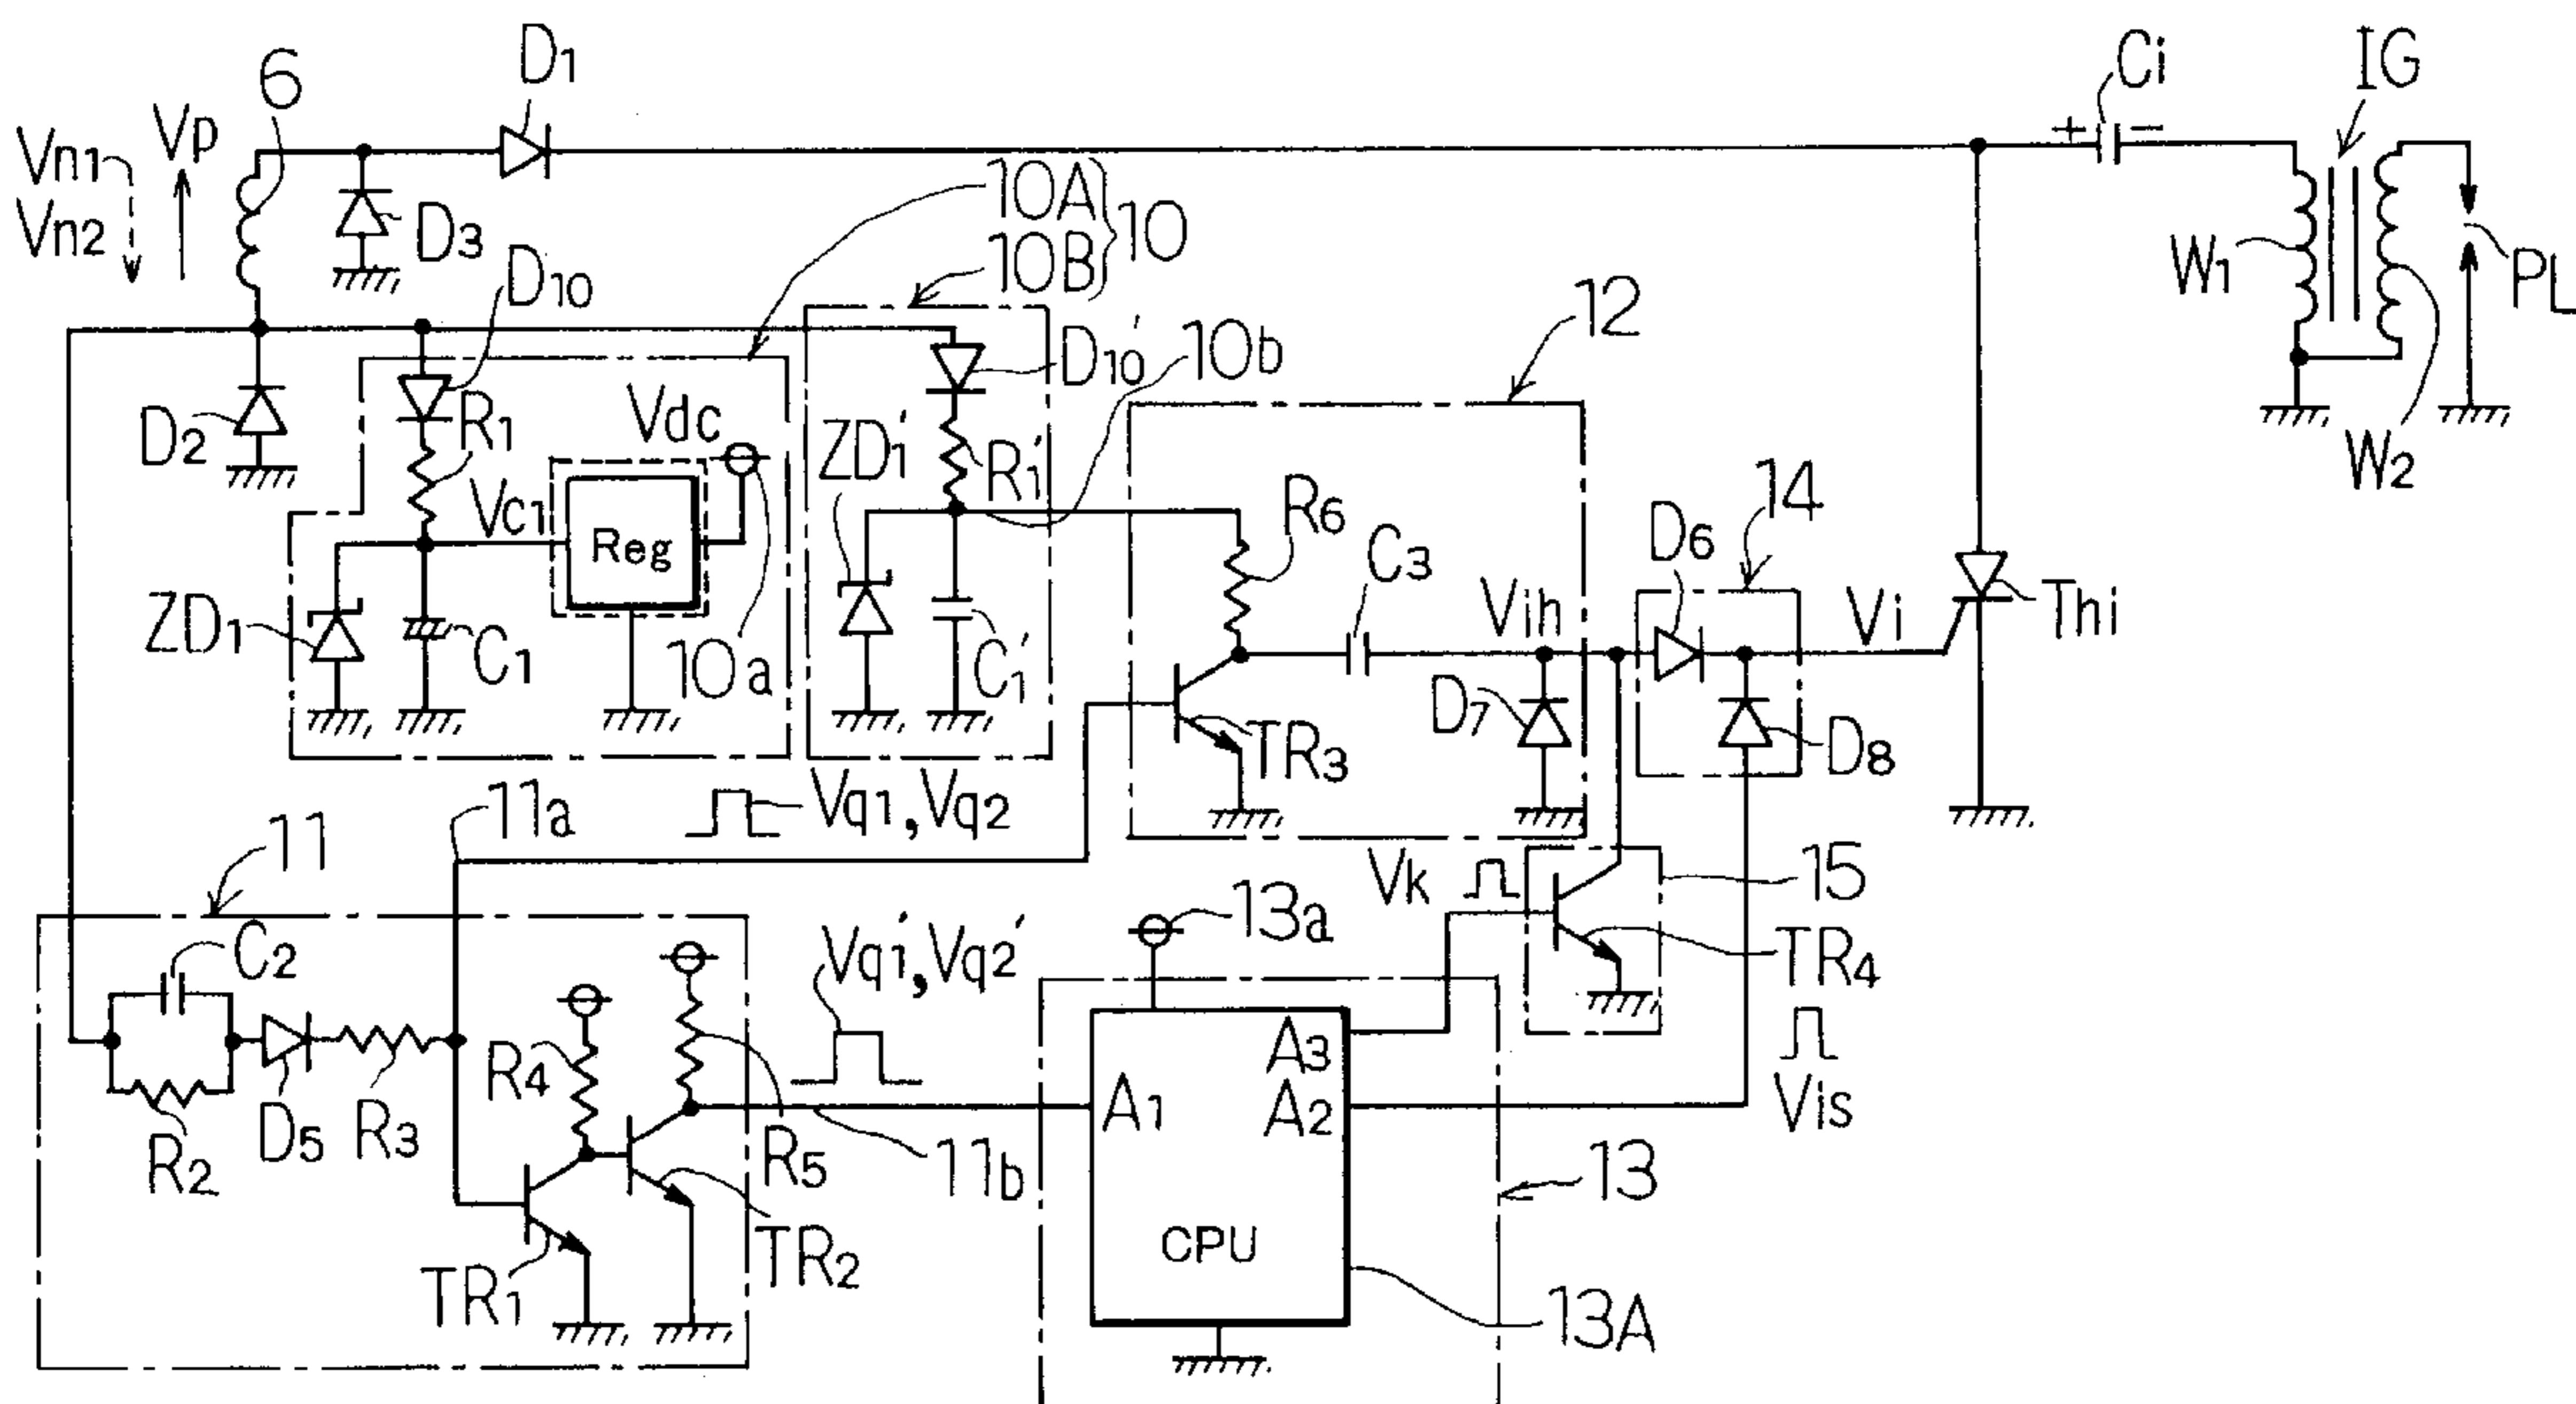 D1
Ci
IG
6
Vp
Vn1
Vn2
+
−
10A
10B
10
D3
D10
W1
PL
12
D10'
10b
D2
R1
Vdc
ZD1'
R1'
W2
14
R6
D6
Vc1
Reg
C3
Vih
Vi
Thi
ZD1
C1
10a
C1'
D7
D8
TR3
11a
Vq1,Vq2
11
Vk
15
13a
C2
Vq1',Vq2'
TR4
A3
R4
A1
A2
Vis
R2
D5
R3
R5
11b
13
CPU
TR1
TR2
13A